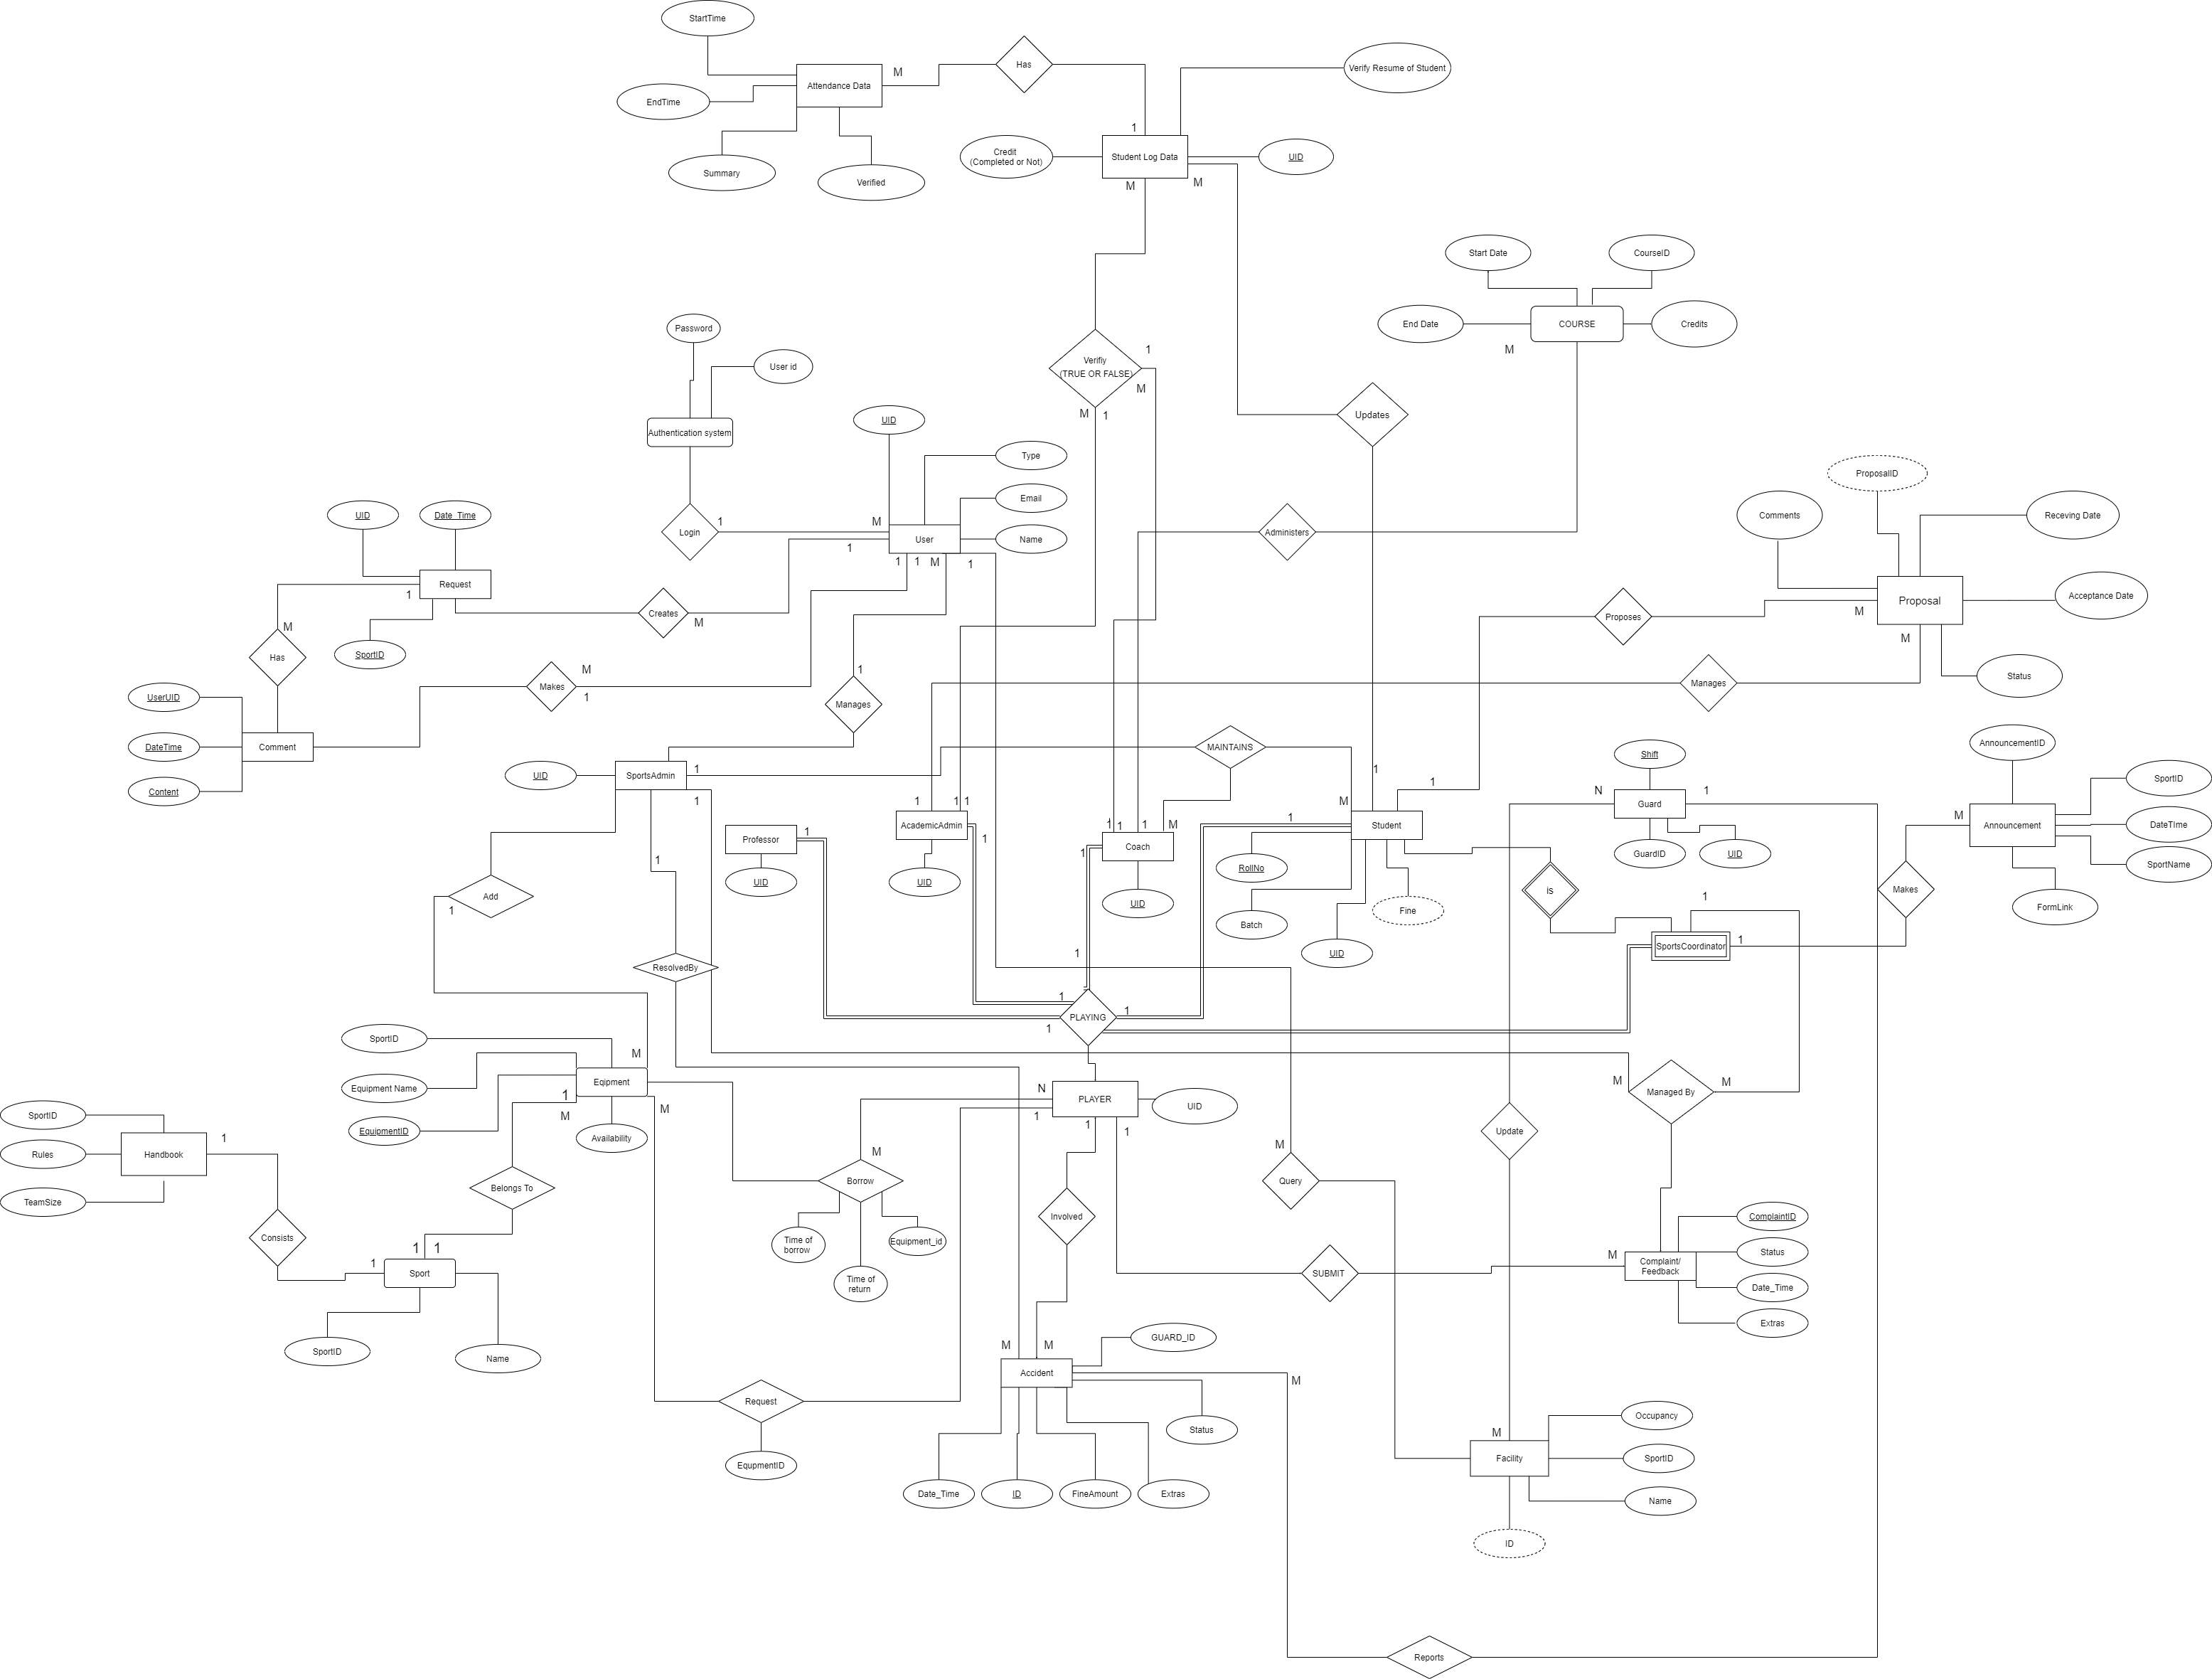 StartTime
Has
Verify Resume of Student
M
Attendance Data
EndTime
1
Credit
(Completed or Not)
Student Log Data
UID
Summary
Verified
M
M
Start Date
CourseID
Password
End Date
COURSE
Credits
M
1
Verifiy
(TRUE OR FALSE)
User id
M
M
1
Updates
UID
Authentication system
Type
ProposalID
Email
UID
Date_Time
Comments
Receving Date
1
M
Login
User
Name
Administers
1
1
1
M
1
Request
1
Proposal
Acceptance Date
Creates
M
Proposes
M
M
M
Has
SportID
M
Makes
1
1
Manages
Status
UserUID
Manages
DateTime
Comment
MAINTAINS
AnnouncementID
Shift
UID
SportsAdmin
1
1
1
SportID
Content
N
1
1
1
1
1
M
Guard
M
1
Professor
1
AcademicAdmin
1
1
1
M
1
Student
Announcement
DateTIme
Coach
1
GuardID
UID
SportName
1
RollNo
UID
UID
is
Makes
Add
1
UID
Fine
FormLink
Batch
1
SportsCoordinator
1
1
UID
ResolvedBy
1
1
PLAYING
1
SportID
M
Eqipment
M
Managed By
M
Equipment Name
1
N
PLAYER
UID
M
M
1
SportID
EquipmentID
Availability
1
1
Update
1
M
M
Rules
Handbook
Belongs To
Borrow
Query
TeamSize
Involved
ComplaintID
Consists
Time of
borrow
Equipment_id
1
1
M
Status
1
Sport
SUBMIT
Complaint/
Feedback
Time of
return
Date_Time
Extras
GUARD_ID
SportID
Name
M
M
Accident
M
Request
Occupancy
Status
M
EqupmentID
Facility
SportID
Date_Time
ID
FineAmount
Extras
Name
ID
Reports